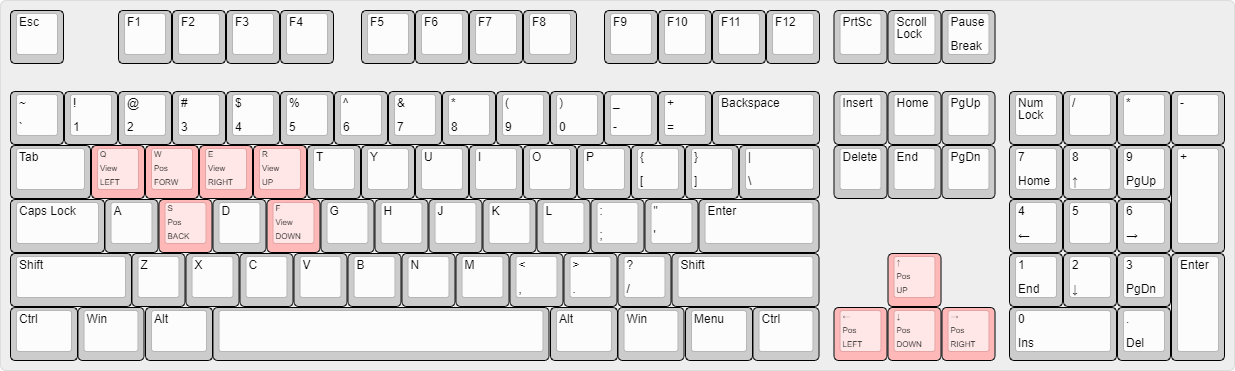 Esc F1 F2 F3 F4 F5 F6 F7 F8 F9 F10 F11 F12 PrtSc Scroll Pause
Lock
Break
~ ! @ # $ % ^ & * ( ) _ + Backspace Insert Home PgUp Num / * -
Lock
` 1 2 3 4 5 6 7 8 9 0 - =
Tab Q W E R T Y U I O P { } | Delete End PgDn 7 8 9 +
View Pos View View
LEFT FORW RIGHT UP [ ] \ Home ↑ PgUp
Caps Lock A S D F G H J K L : " Enter 4 5 6
Pos View
BACK DOWN ; ' ← →
Shift Z X C V B N M < > ? Shift ↑ 1 2 3 Enter
Pos
, . / UP End ↓ PgDn
Ctrl Win Alt Alt Win Menu Ctrl ← ↓ → 0 .
Pos Pos Pos
LEFT DOWN RIGHT Ins Del